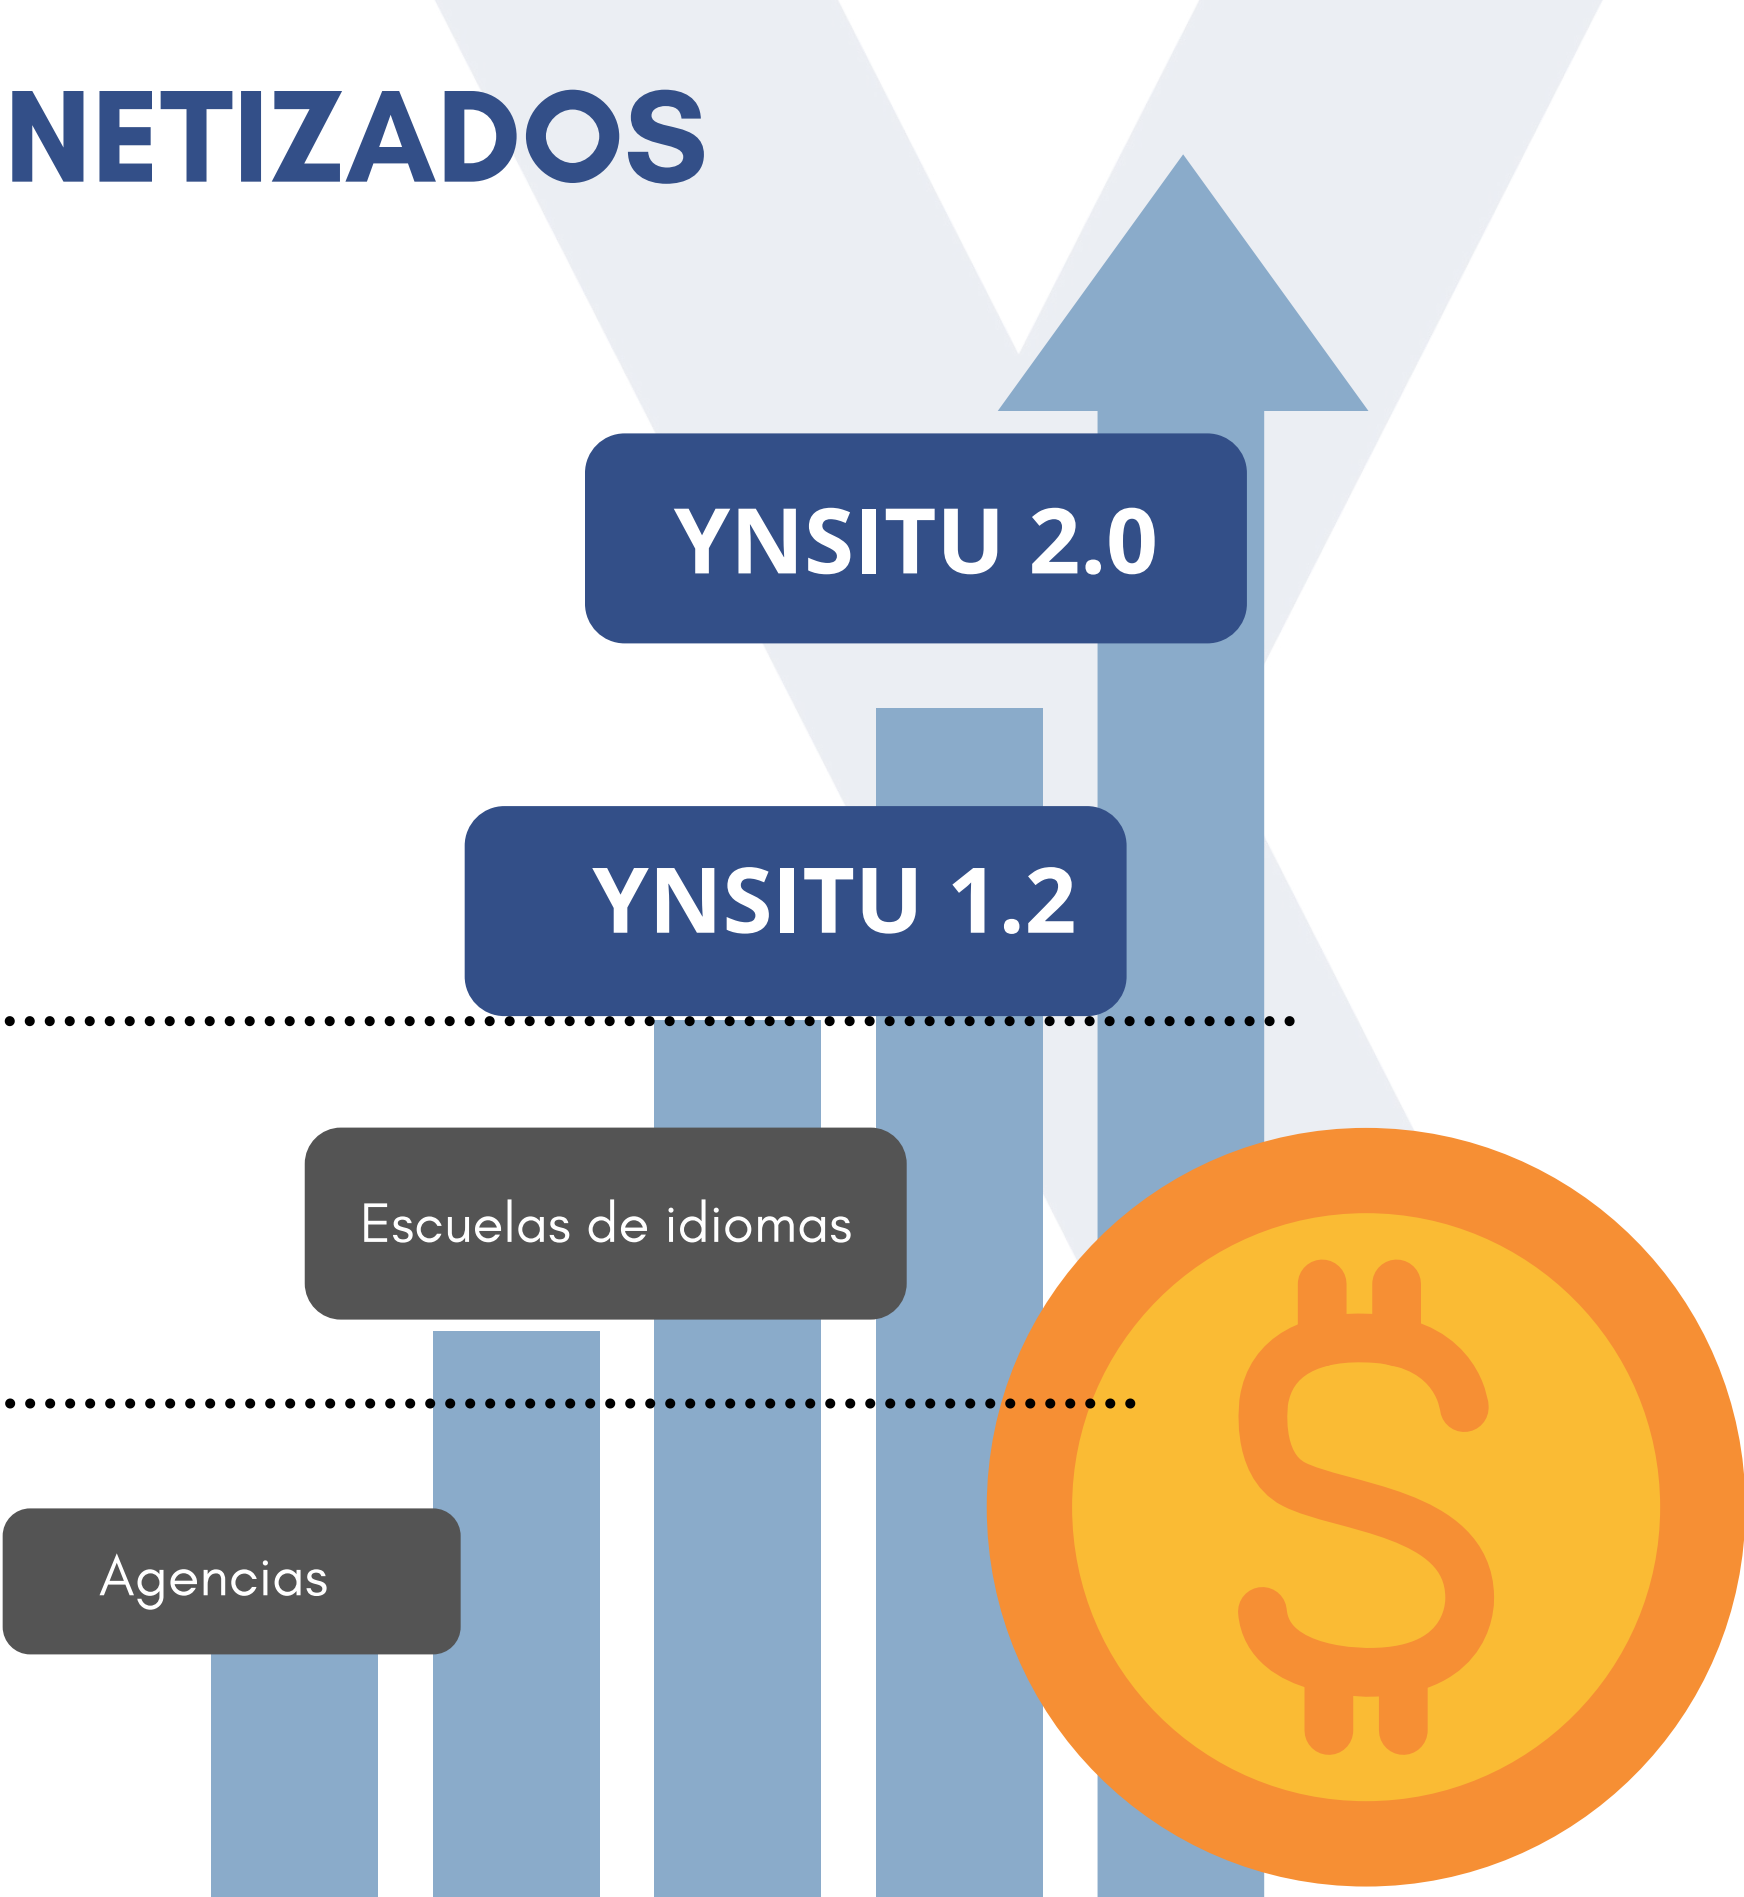 NETIZADOS
YNSITU 2.0
YNSITU 1.2
Escuelas de idiomas
Agencias